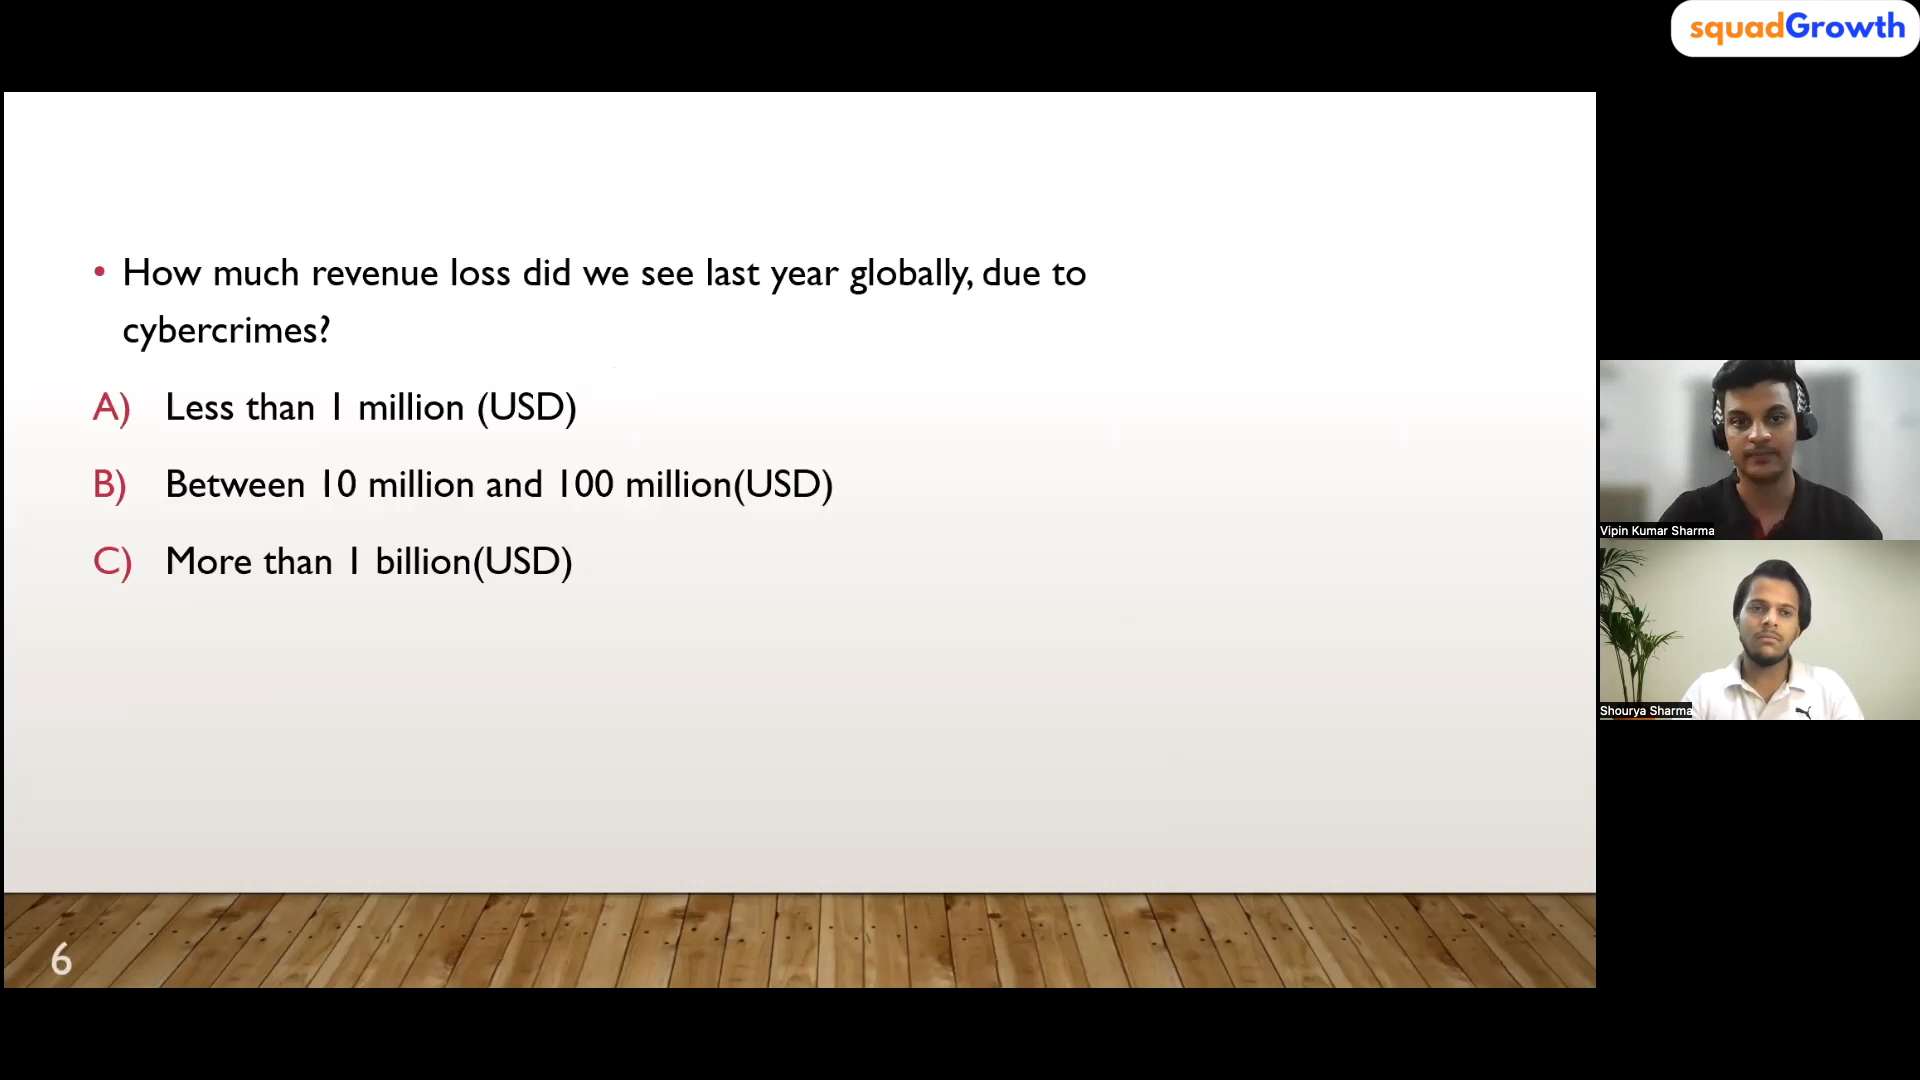 squadGrowth
• How much revenue loss did we see last year globally, due to
cybercrimes?
A) Less than 1 million (USD)
B) Between 10 million and 100 million(USD)
C) More than 1 billion(USD)
Vipin Kumar Sharma
Shourya Sharma
6